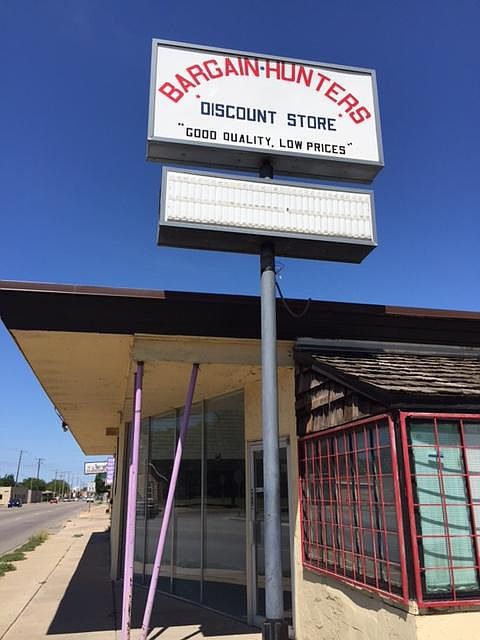 BARGAIN·HUNTERS
DISCOUNT STORE
"GOOD QUALITY, LOW PRICES"